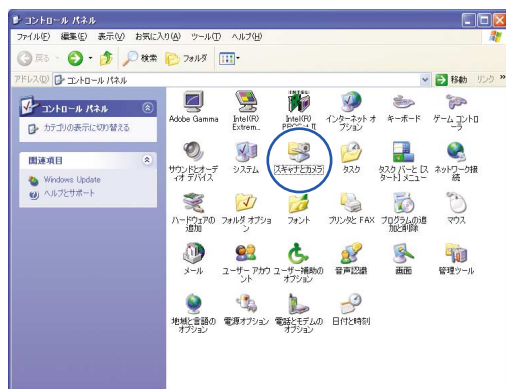 コントロール パネル
ファイル(F) 編集(E) 表示(V) お気に入り(A) ツール(T) ヘルプ(H)
戻る 検索 フォルダ
アドレス(D) コントロール パネル 移動 リンク »
コントロール パネル
カテゴリの表示に切り替える
関連項目
Windows Update
ヘルプとサポート
Adobe Gamma
Intel(R)
Extrem...
Intel(R)
PROSet II
インターネット オ
プション
キーボード
ゲーム コントロ
ーラ
サウンドとオーデ
ィオ デバイス
システム
スキャナとカメラ
タスク
タスク バーと [ス
タート] メニュー
ネットワーク接
続
ハードウェアの
追加
フォルダ オプショ
ン
フォント
プリンタと FAX
プログラムの追
加と削除
マウス
メール
ユーザー アカウ
ント
ユーザー補助の
オプション
音声認識
画面
管理ツール
地域と言語の
オプション
電源オプション
電話とモデムの
オプション
日付と時刻